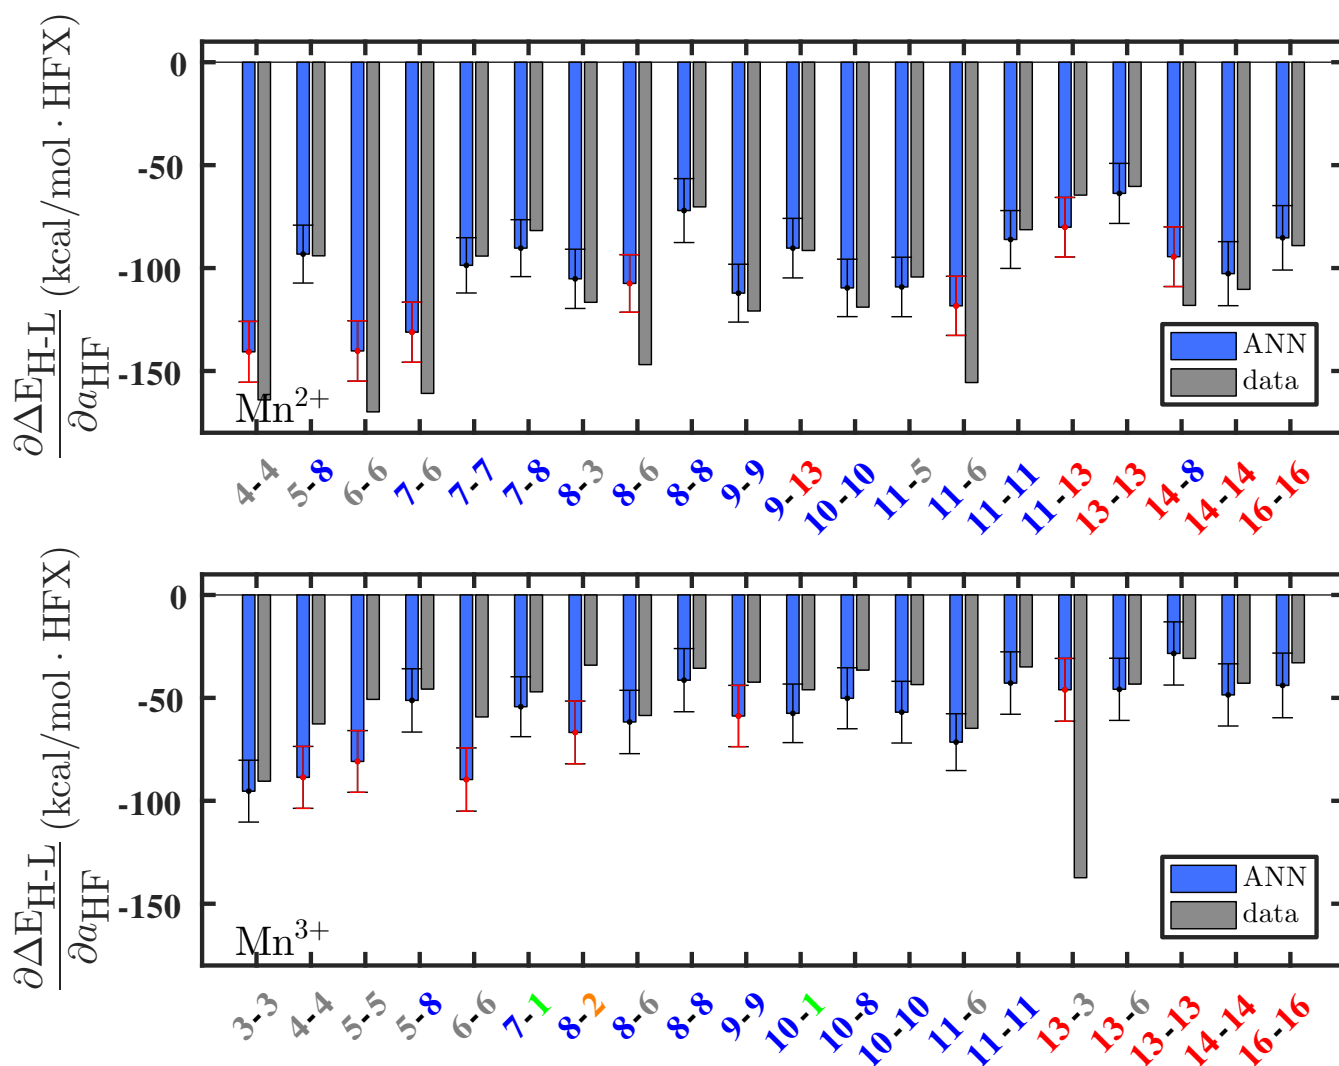 ∂ΔE_H-L / ∂a_HF (kcal/mol · HFX)
0
-50
-100
-150
Mn²⁺
ANN
data
4-4 5-8 6-6 7-6 7-7 7-8 8-3 8-6 8-8 9-9 9-13 10-10 11-5 11-6 11-11 11-13 13-13 14-8 14-14 16-16
∂ΔE_H-L / ∂a_HF (kcal/mol · HFX)
0
-50
-100
-150
Mn³⁺
ANN
data
3-3 4-4 5-5 5-8 6-6 7-1 8-2 8-6 8-8 9-9 10-1 10-8 10-10 11-6 11-11 13-3 13-6 13-13 14-14 16-16